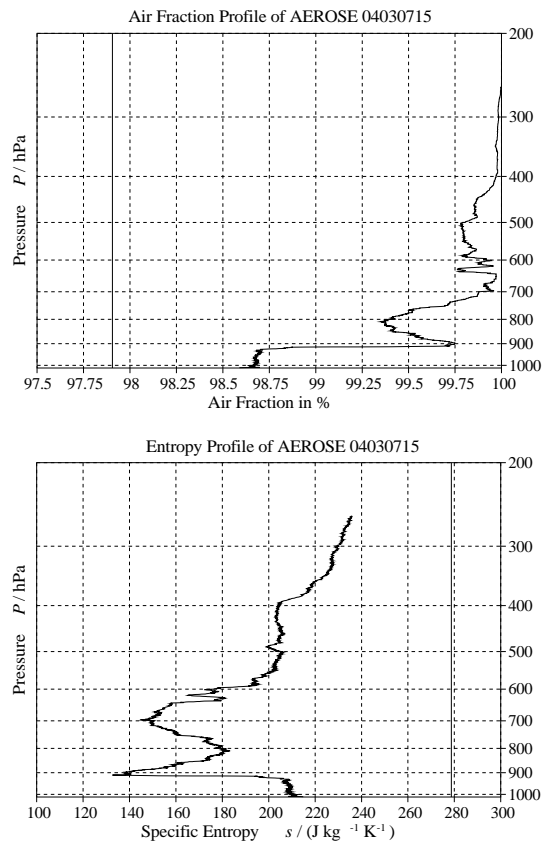 Air Fraction Profile of AEROSE 04030715
200
300
400
500
600
700
800
900
1000
Pressure P / hPa
97.5 97.75 98 98.25 98.5 98.75 99 99.25 99.5 99.75 100
Air Fraction in %
Entropy Profile of AEROSE 04030715
200
300
400
500
600
700
800
900
1000
Pressure P / hPa
100 120 140 160 180 200 220 240 260 280 300
Specific Entropy s / (J kg -1 K-1)